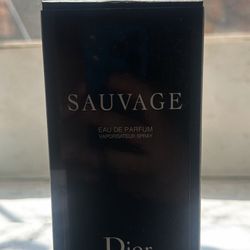 SAUVAGE
EAU DE PARFUM
VAPORISATEUR SPRAY
Dior